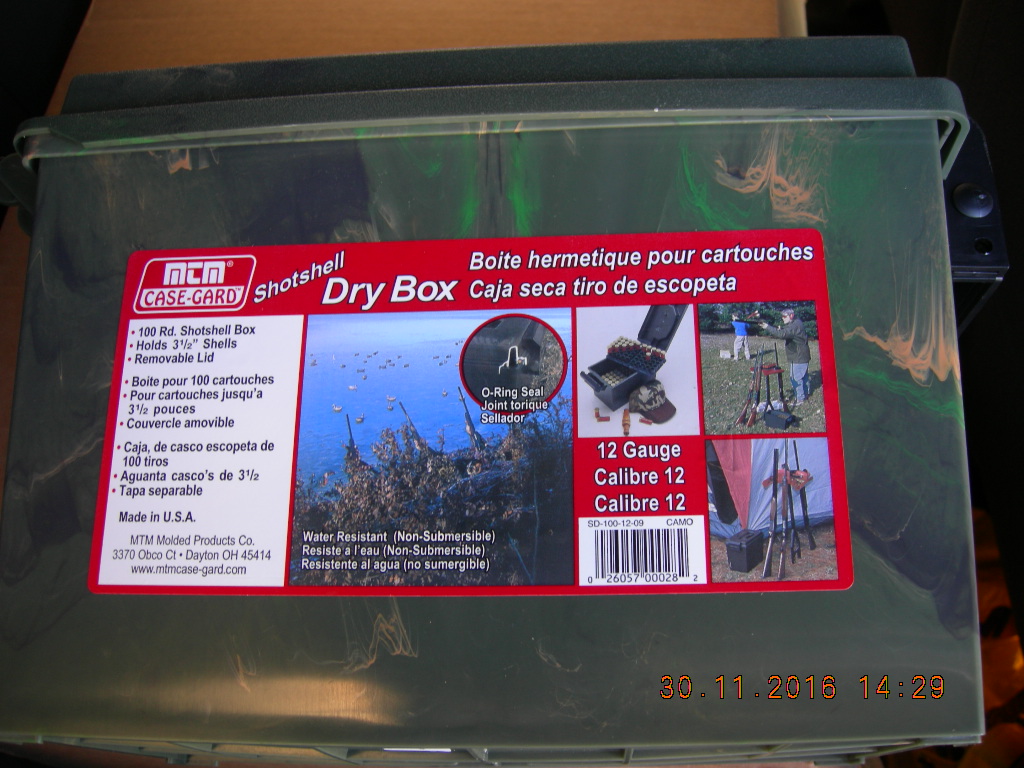 MTM®
CASE-GARD™
Shotshell
Dry Box
Boite hermetique pour cartouches
Caja seca tiro de escopeta
• 100 Rd. Shotshell Box
• Holds 3½" Shells
• Removable Lid
• Boite pour 100 cartouches
• Pour cartouches jusqu'a
3½ pouces
• Couvercle amovible
• Caja, de casco escopeta de
100 tiros
• Aguanta casco's de 3½
• Tapa separable
Made in U.S.A.
MTM Molded Products Co.
3370 Obco Ct • Dayton OH 45414
www.mtmcase-gard.com
O-Ring Seal
Joint torique
Sellador
Water Resistant (Non-Submersible)
Resiste a l'eau (Non-Submersible)
Resistente al agua (no sumergible)
12 Gauge
Calibre 12
Calibre 12
SD-100-12-09 CAMO
0 26057 00028 2
30.11.2016 14:29